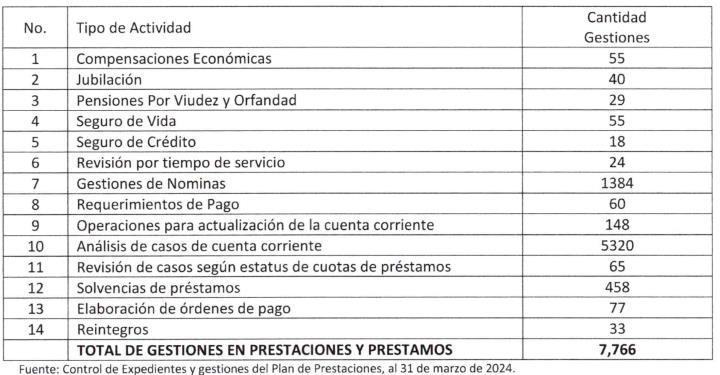 No. Tipo de Actividad Cantidad Gestiones
1 Compensaciones Económicas 55
2 Jubilación 40
3 Pensiones Por Viudez y Orfandad 29
4 Seguro de Vida 55
5 Seguro de Crédito 18
6 Revisión por tiempo de servicio 24
7 Gestiones de Nominas 1384
8 Requerimientos de Pago 60
9 Operaciones para actualización de la cuenta corriente 148
10 Análisis de casos de cuenta corriente 5320
11 Revisión de casos según estatus de cuotas de préstamos 65
12 Solvencias de préstamos 458
13 Elaboración de órdenes de pago 77
14 Reintegros 33
TOTAL DE GESTIONES EN PRESTACIONES Y PRESTAMOS 7,766
Fuente: Control de Expedientes y gestiones del Plan de Prestaciones, al 31 de marzo de 2024.